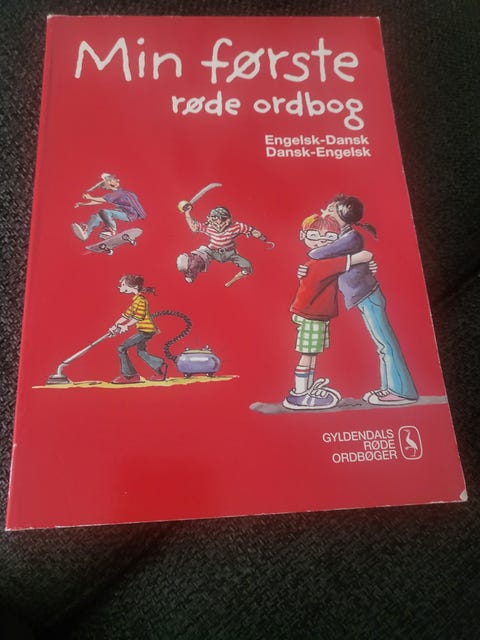 Min første
røde ordbog
Engelsk-Dansk
Dansk-Engelsk
GYLDENDALS
RØDE
ORDBØGER